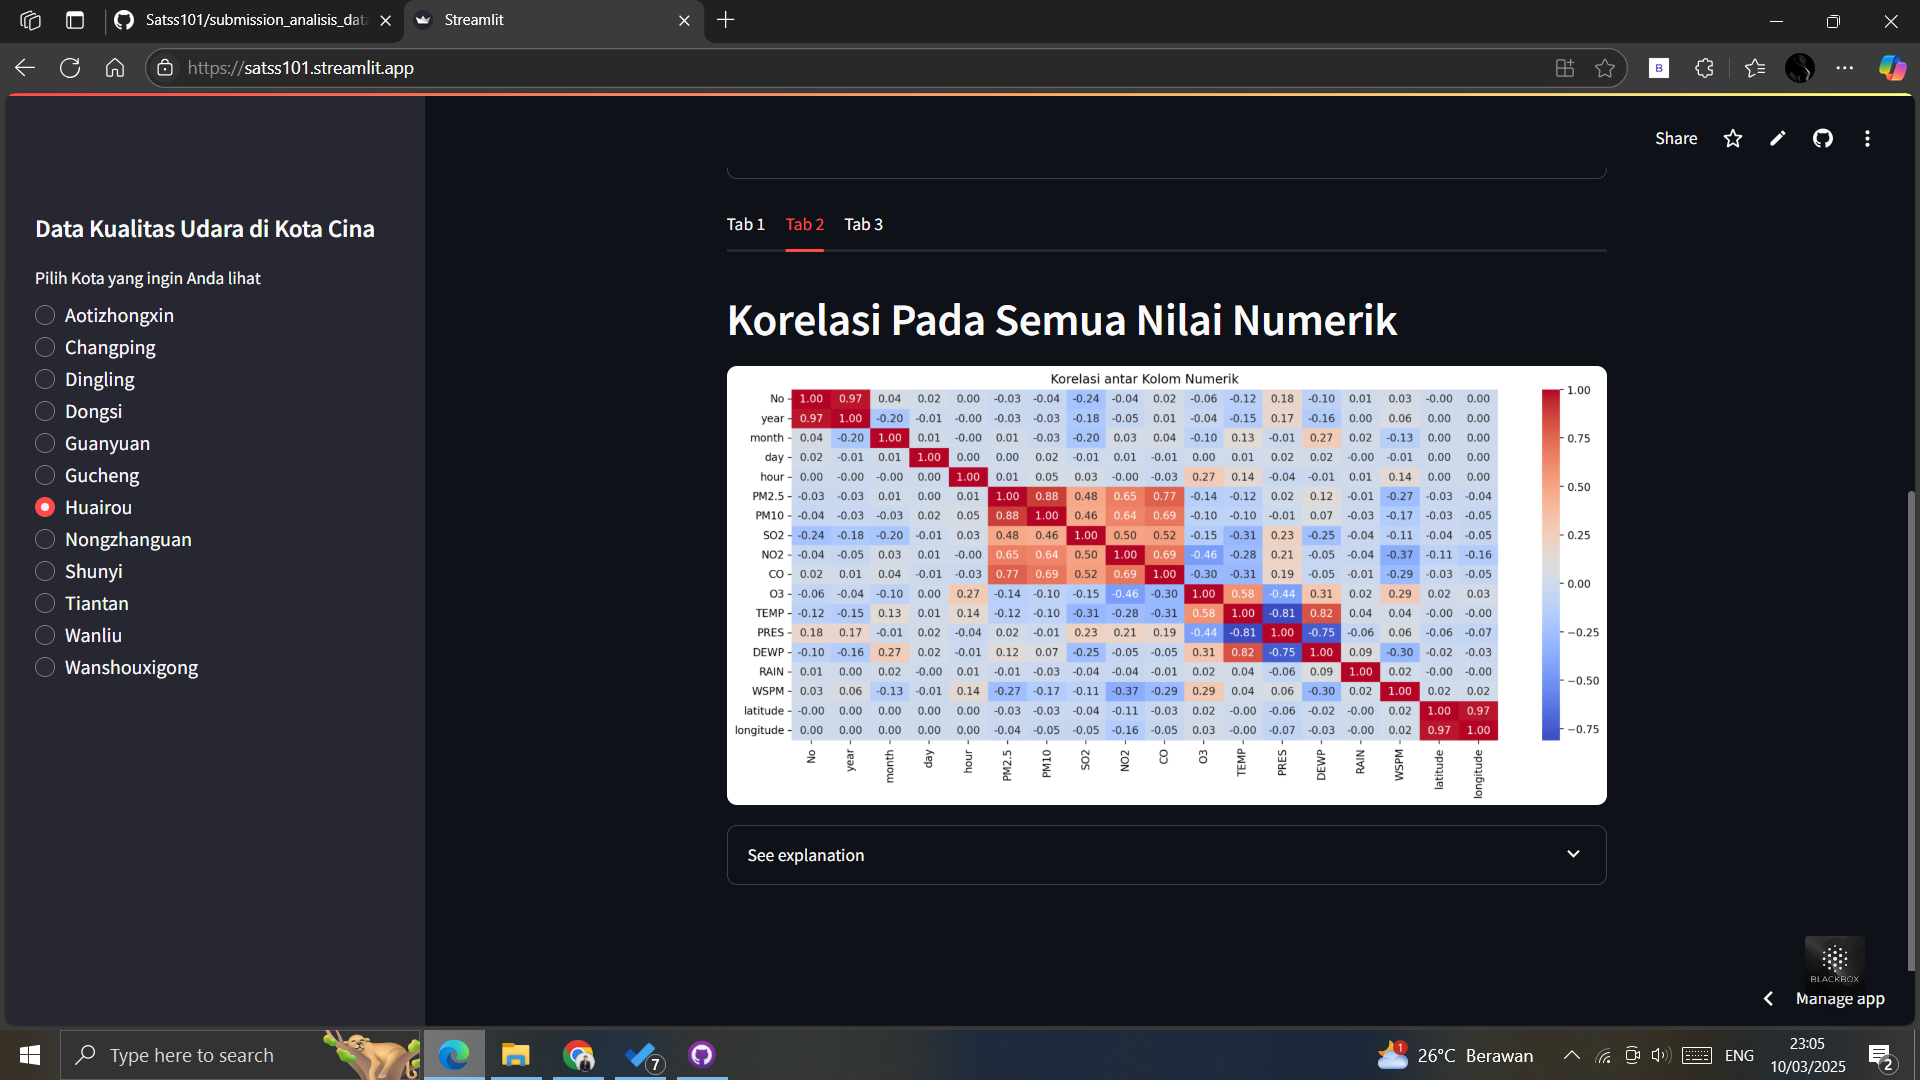 Satss101/submission_analisis_dat
Streamlit
https://satss101.streamlit.app
B
Share
Data Kualitas Udara di Kota Cina
Pilih Kota yang ingin Anda lihat
Aotizhongxin
Changping
Dingling
Dongsi
Guanyuan
Gucheng
Huairou
Nongzhanguan
Shunyi
Tiantan
Wanliu
Wanshouxigong
Tab 1 Tab 2 Tab 3
Korelasi Pada Semua Nilai Numerik
Korelasi antar Kolom Numerik
No 1.00 0.97 0.04 0.02 0.00 -0.03 -0.04 -0.24 -0.04 0.02 -0.06 -0.12 0.18 -0.10 0.01 0.03 -0.00 0.00
year 0.97 1.00 -0.20 -0.01 -0.00 -0.03 -0.03 -0.18 -0.05 0.01 -0.04 -0.15 0.17 -0.16 0.00 0.06 0.00 0.00
month 0.04 -0.20 1.00 0.01 -0.00 0.01 -0.03 -0.20 0.03 0.04 -0.10 0.13 -0.01 0.27 0.02 -0.13 0.00 0.00
day 0.02 -0.01 0.01 1.00 0.00 0.00 0.02 -0.01 0.01 -0.01 0.00 0.01 0.02 0.02 -0.00 -0.01 0.00 0.00
hour 0.00 -0.00 -0.00 0.00 1.00 0.01 0.05 0.03 -0.00 -0.03 0.27 0.14 -0.04 -0.01 0.01 0.14 0.00 0.00
PM2.5 -0.03 -0.03 0.01 0.00 0.01 1.00 0.88 0.48 0.65 0.77 -0.14 -0.12 0.02 0.12 -0.01 -0.27 -0.03 -0.04
PM10 -0.04 -0.03 -0.03 0.02 0.05 0.88 1.00 0.46 0.64 0.69 -0.10 -0.10 -0.01 0.07 -0.03 -0.17 -0.03 -0.05
SO2 -0.24 -0.18 -0.20 -0.01 0.03 0.48 0.46 1.00 0.50 0.52 -0.15 -0.31 0.23 -0.25 -0.04 -0.11 -0.04 -0.05
NO2 -0.04 -0.05 0.03 0.01 -0.00 0.65 0.64 0.50 1.00 0.69 -0.46 -0.28 0.21 -0.05 -0.04 -0.37 -0.11 -0.16
CO 0.02 0.01 0.04 -0.01 -0.03 0.77 0.69 0.52 0.69 1.00 -0.30 -0.31 0.19 -0.05 -0.01 -0.29 -0.03 -0.05
O3 -0.06 -0.04 -0.10 0.00 0.27 -0.14 -0.10 -0.15 -0.46 -0.30 1.00 0.58 -0.44 0.31 0.02 0.29 0.02 0.03
TEMP -0.12 -0.15 0.13 0.01 0.14 -0.12 -0.10 -0.31 -0.28 -0.31 0.58 1.00 -0.81 0.82 0.04 0.04 -0.00 -0.00
PRES 0.18 0.17 -0.01 0.02 -0.04 0.02 -0.01 0.23 0.21 0.19 -0.44 -0.81 1.00 -0.75 -0.06 0.06 -0.06 -0.07
DEWP -0.10 -0.16 0.27 0.02 -0.01 0.12 0.07 -0.25 -0.05 -0.05 0.31 0.82 -0.75 1.00 0.09 -0.30 -0.02 -0.03
RAIN 0.01 0.00 0.02 -0.00 0.01 -0.01 -0.03 -0.04 -0.04 -0.01 0.02 0.04 -0.06 0.09 1.00 0.02 -0.00 -0.00
WSPM 0.03 0.06 -0.13 -0.01 0.14 -0.27 -0.17 -0.11 -0.37 -0.29 0.29 0.04 0.06 -0.30 0.02 1.00 0.02 0.02
latitude -0.00 0.00 0.00 0.00 0.00 -0.03 -0.03 -0.04 -0.11 -0.03 0.02 -0.00 -0.06 -0.02 -0.00 0.02 1.00 0.97
longitude 0.00 0.00 0.00 0.00 0.00 -0.04 -0.05 -0.05 -0.16 -0.05 0.03 -0.00 -0.07 -0.03 -0.00 0.02 0.97 1.00
No year month day hour PM2.5 PM10 SO2 NO2 CO O3 TEMP PRES DEWP RAIN WSPM latitude longitude
1.00
0.75
0.50
0.25
0.00
-0.25
-0.50
-0.75
See explanation
BLACKBOX
Manage app
Type here to search
7
1
26°C Berawan
ENG
23:05
10/03/2025
2